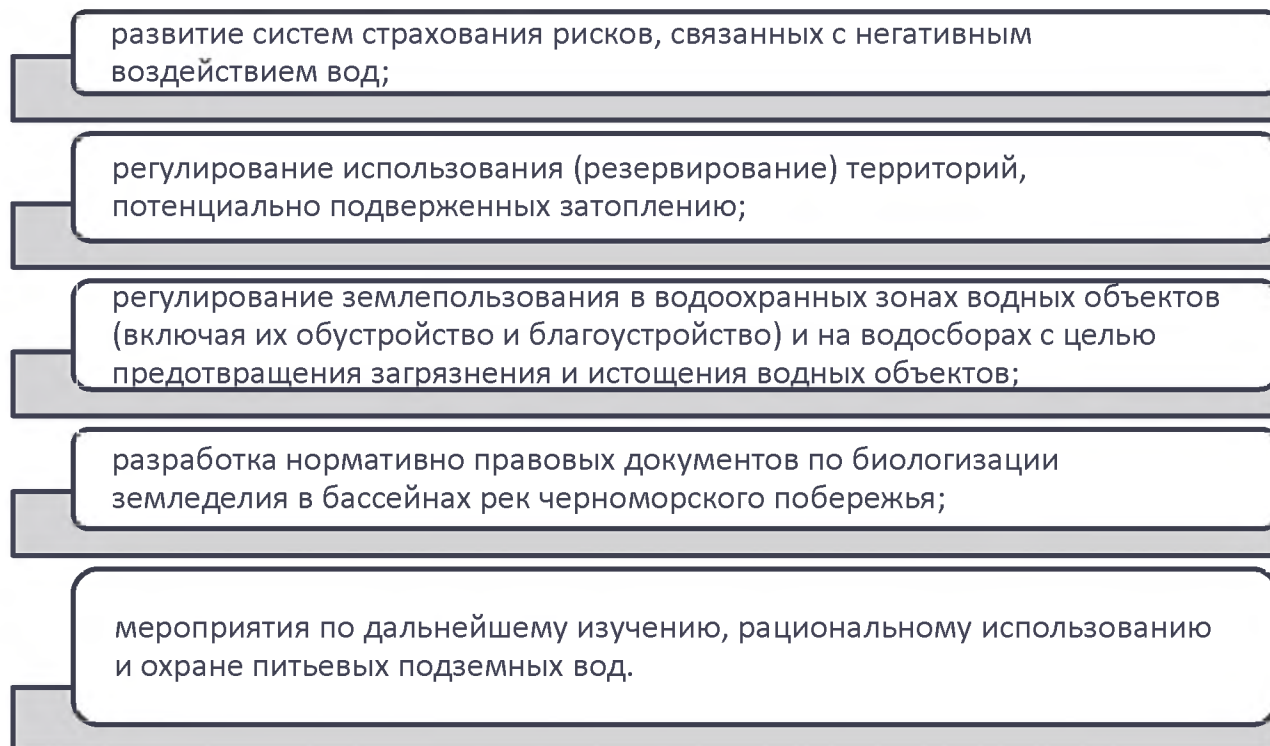 развитие систем страхования рисков, связанных с негативным
воздействием вод;
регулирование использования (резервирование) территорий,
потенциально подверженных затоплению;
регулирование землепользования в водоохранных зонах водных объектов
(включая их обустройство и благоустройство) и на водосборах с целью
предотвращения загрязнения и истощения водных объектов;
разработка нормативно правовых документов по биологизации
земледелия в бассейнах рек черноморского побережья;
мероприятия по дальнейшему изучению, рациональному использованию
и охране питьевых подземных вод.